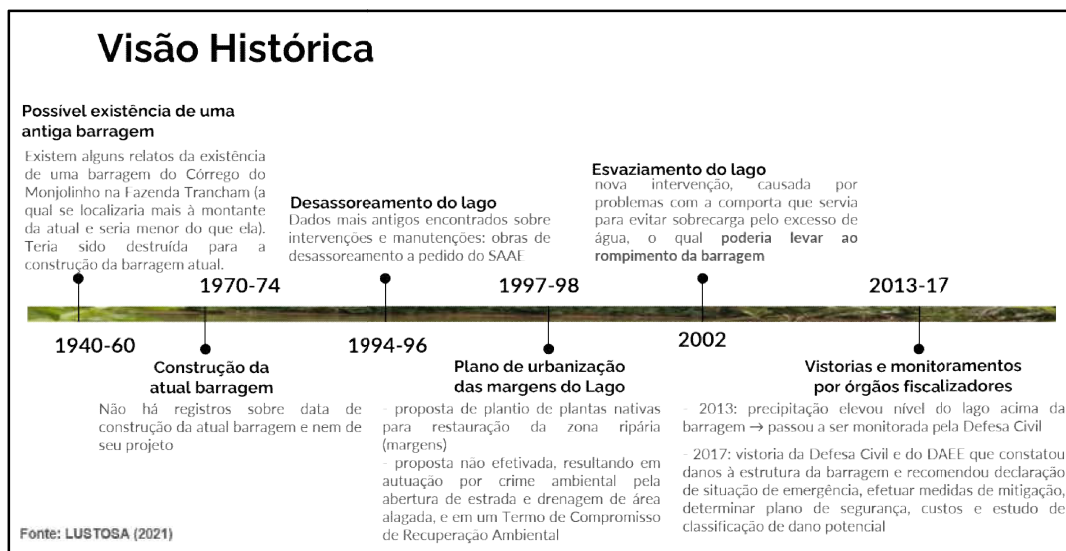 Visão Histórica
Possível existência de uma
antiga barragem
Existem alguns relatos da existência
de uma barragem do Córrego do
Monjolinho na Fazenda Trancham (a
qual se localizaria mais à montante
da atual e seria menor do que ela).
Teria sido destruída para a
construção da barragem atual.
1940-60
1970-74
Construção da
atual barragem
Não há registros sobre data de
construção da atual barragem e nem de
seu projeto
Desassoreamento do lago
Dados mais antigos encontrados sobre
intervenções e manutenções: obras de
desassoreamento a pedido do SAAE
1994-96
1997-98
Plano de urbanização
das margens do Lago
- proposta de plantio de plantas nativas
para restauração da zona ripária
(margens)
- proposta não efetivada, resultando em
autuação por crime ambiental pela
abertura de estrada e drenagem de área
alagada, e em um Termo de Compromisso
de Recuperação Ambiental
Esvaziamento do lago
nova intervenção, causada por
problemas com a comporta que servia
para evitar sobrecarga pelo excesso de
água, o qual poderia levar ao
rompimento da barragem
2002
2013-17
Vistorias e monitoramentos
por órgãos fiscalizadores
- 2013: precipitação elevou nível do lago acima da
barragem → passou a ser monitorada pela Defesa Civil
- 2017: vistoria da Defesa Civil e do DAEE que constatou
danos à estrutura da barragem e recomendou declaração
de situação de emergência, efetuar medidas de mitigação,
determinar plano de segurança, custos e estudo de
classificação de dano potencial
Fonte: LUSTOSA (2021)